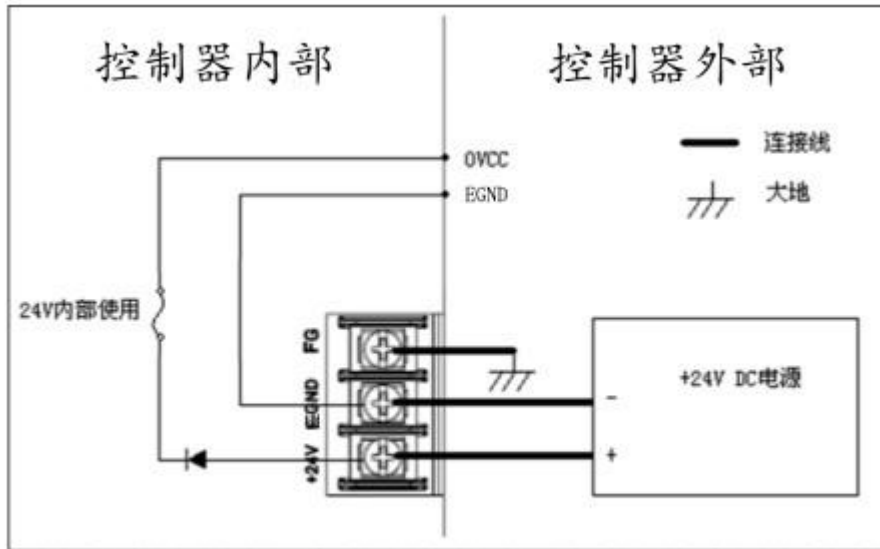 控制器内部
控制器外部
OVCC
EGND
连接线
大地
24V内部使用
FG
EGND
+24V
+24V DC电源
-
+